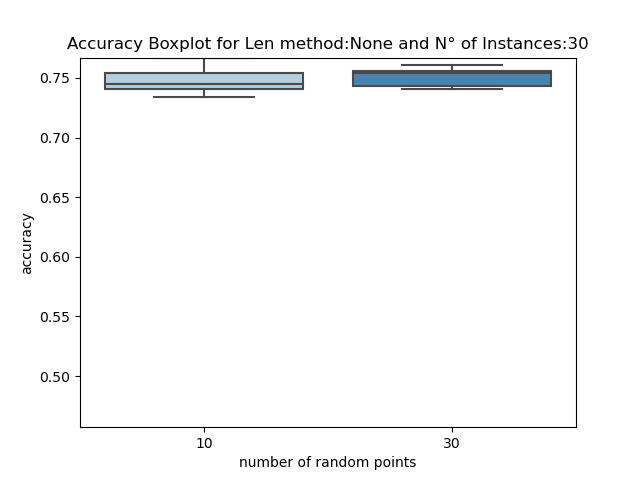 Accuracy Boxplot for Len method:None and N° of Instances:30
0.75
0.70
0.65
0.60
0.55
0.50
accuracy
10 30
number of random points